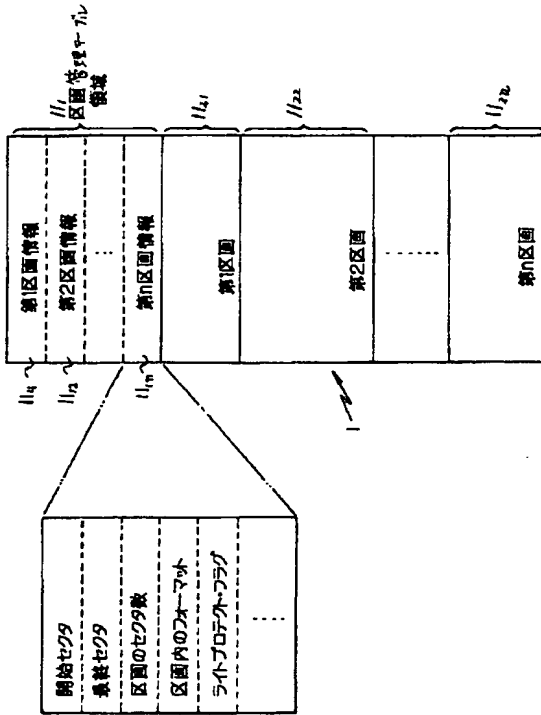 11₁
区画管理テーブル
領域
11₁₁
第1区画情報
11₁₂
第2区画情報
……
11₁ₙ
第n区画情報
11₂₁
第1区画
11₂₂
第2区画
………
11₂ₙ
第n区画
1
開始セクタ
最終セクタ
区画のセクタ数
区画内のフォーマット
ライトプロテクト・フラグ
……